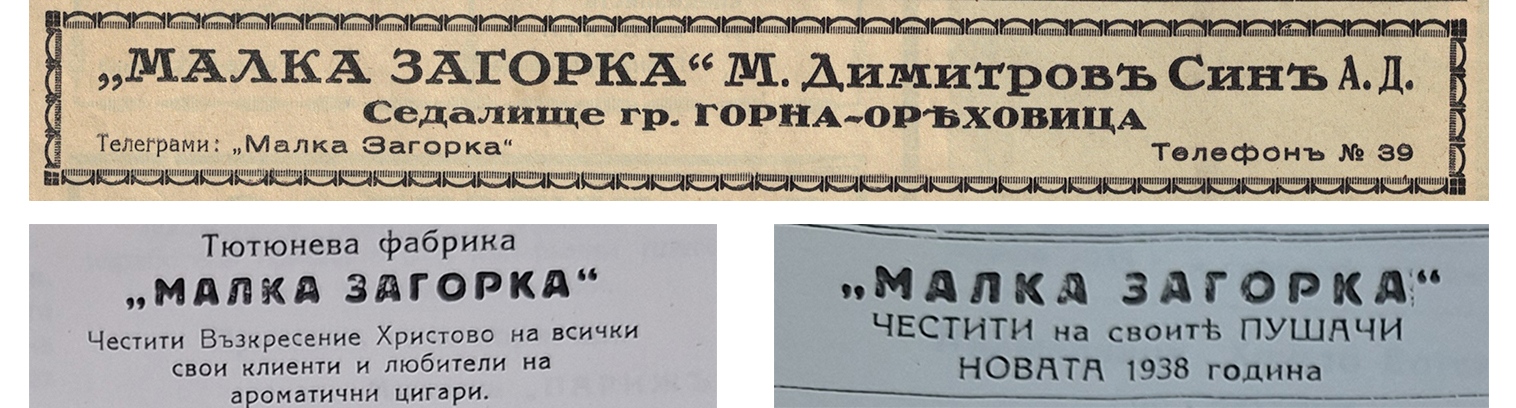 „МАЛКА ЗАГОРКА“ М. Димитровъ Синъ А. Д.
Седалище гр. ГОРНА-ОРѢХОВИЦА
Телеграми: „Малка Загорка“
Телефонъ № 39
Тютюнева фабрика
„МАЛКА ЗАГОРКА“
Честити Възкресение Христово на всички
свои клиенти и любители на
ароматични цигари.
„МАЛКА ЗАГОРКА“
ЧЕСТИТИ на своитѣ ПУШАЧИ
НОВАТА 1938 година